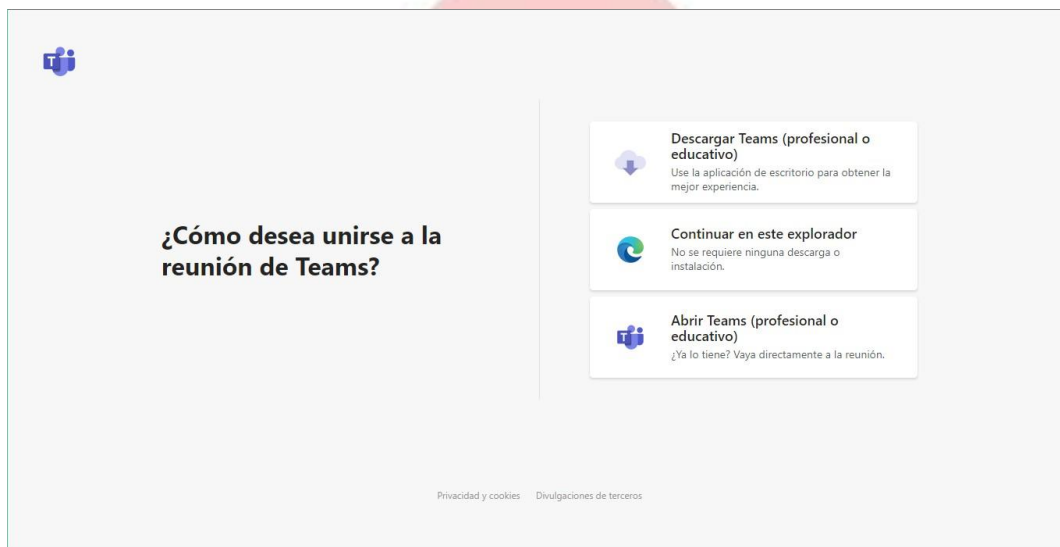 ¿Cómo desea unirse a la
reunión de Teams?
Descargar Teams (profesional o
educativo)
Use la aplicación de escritorio para obtener la
mejor experiencia.
Continuar en este explorador
No se requiere ninguna descarga o
instalación.
Abrir Teams (profesional o
educativo)
¿Ya lo tiene? Vaya directamente a la reunión.
Privacidad y cookies Divulgaciones de terceros